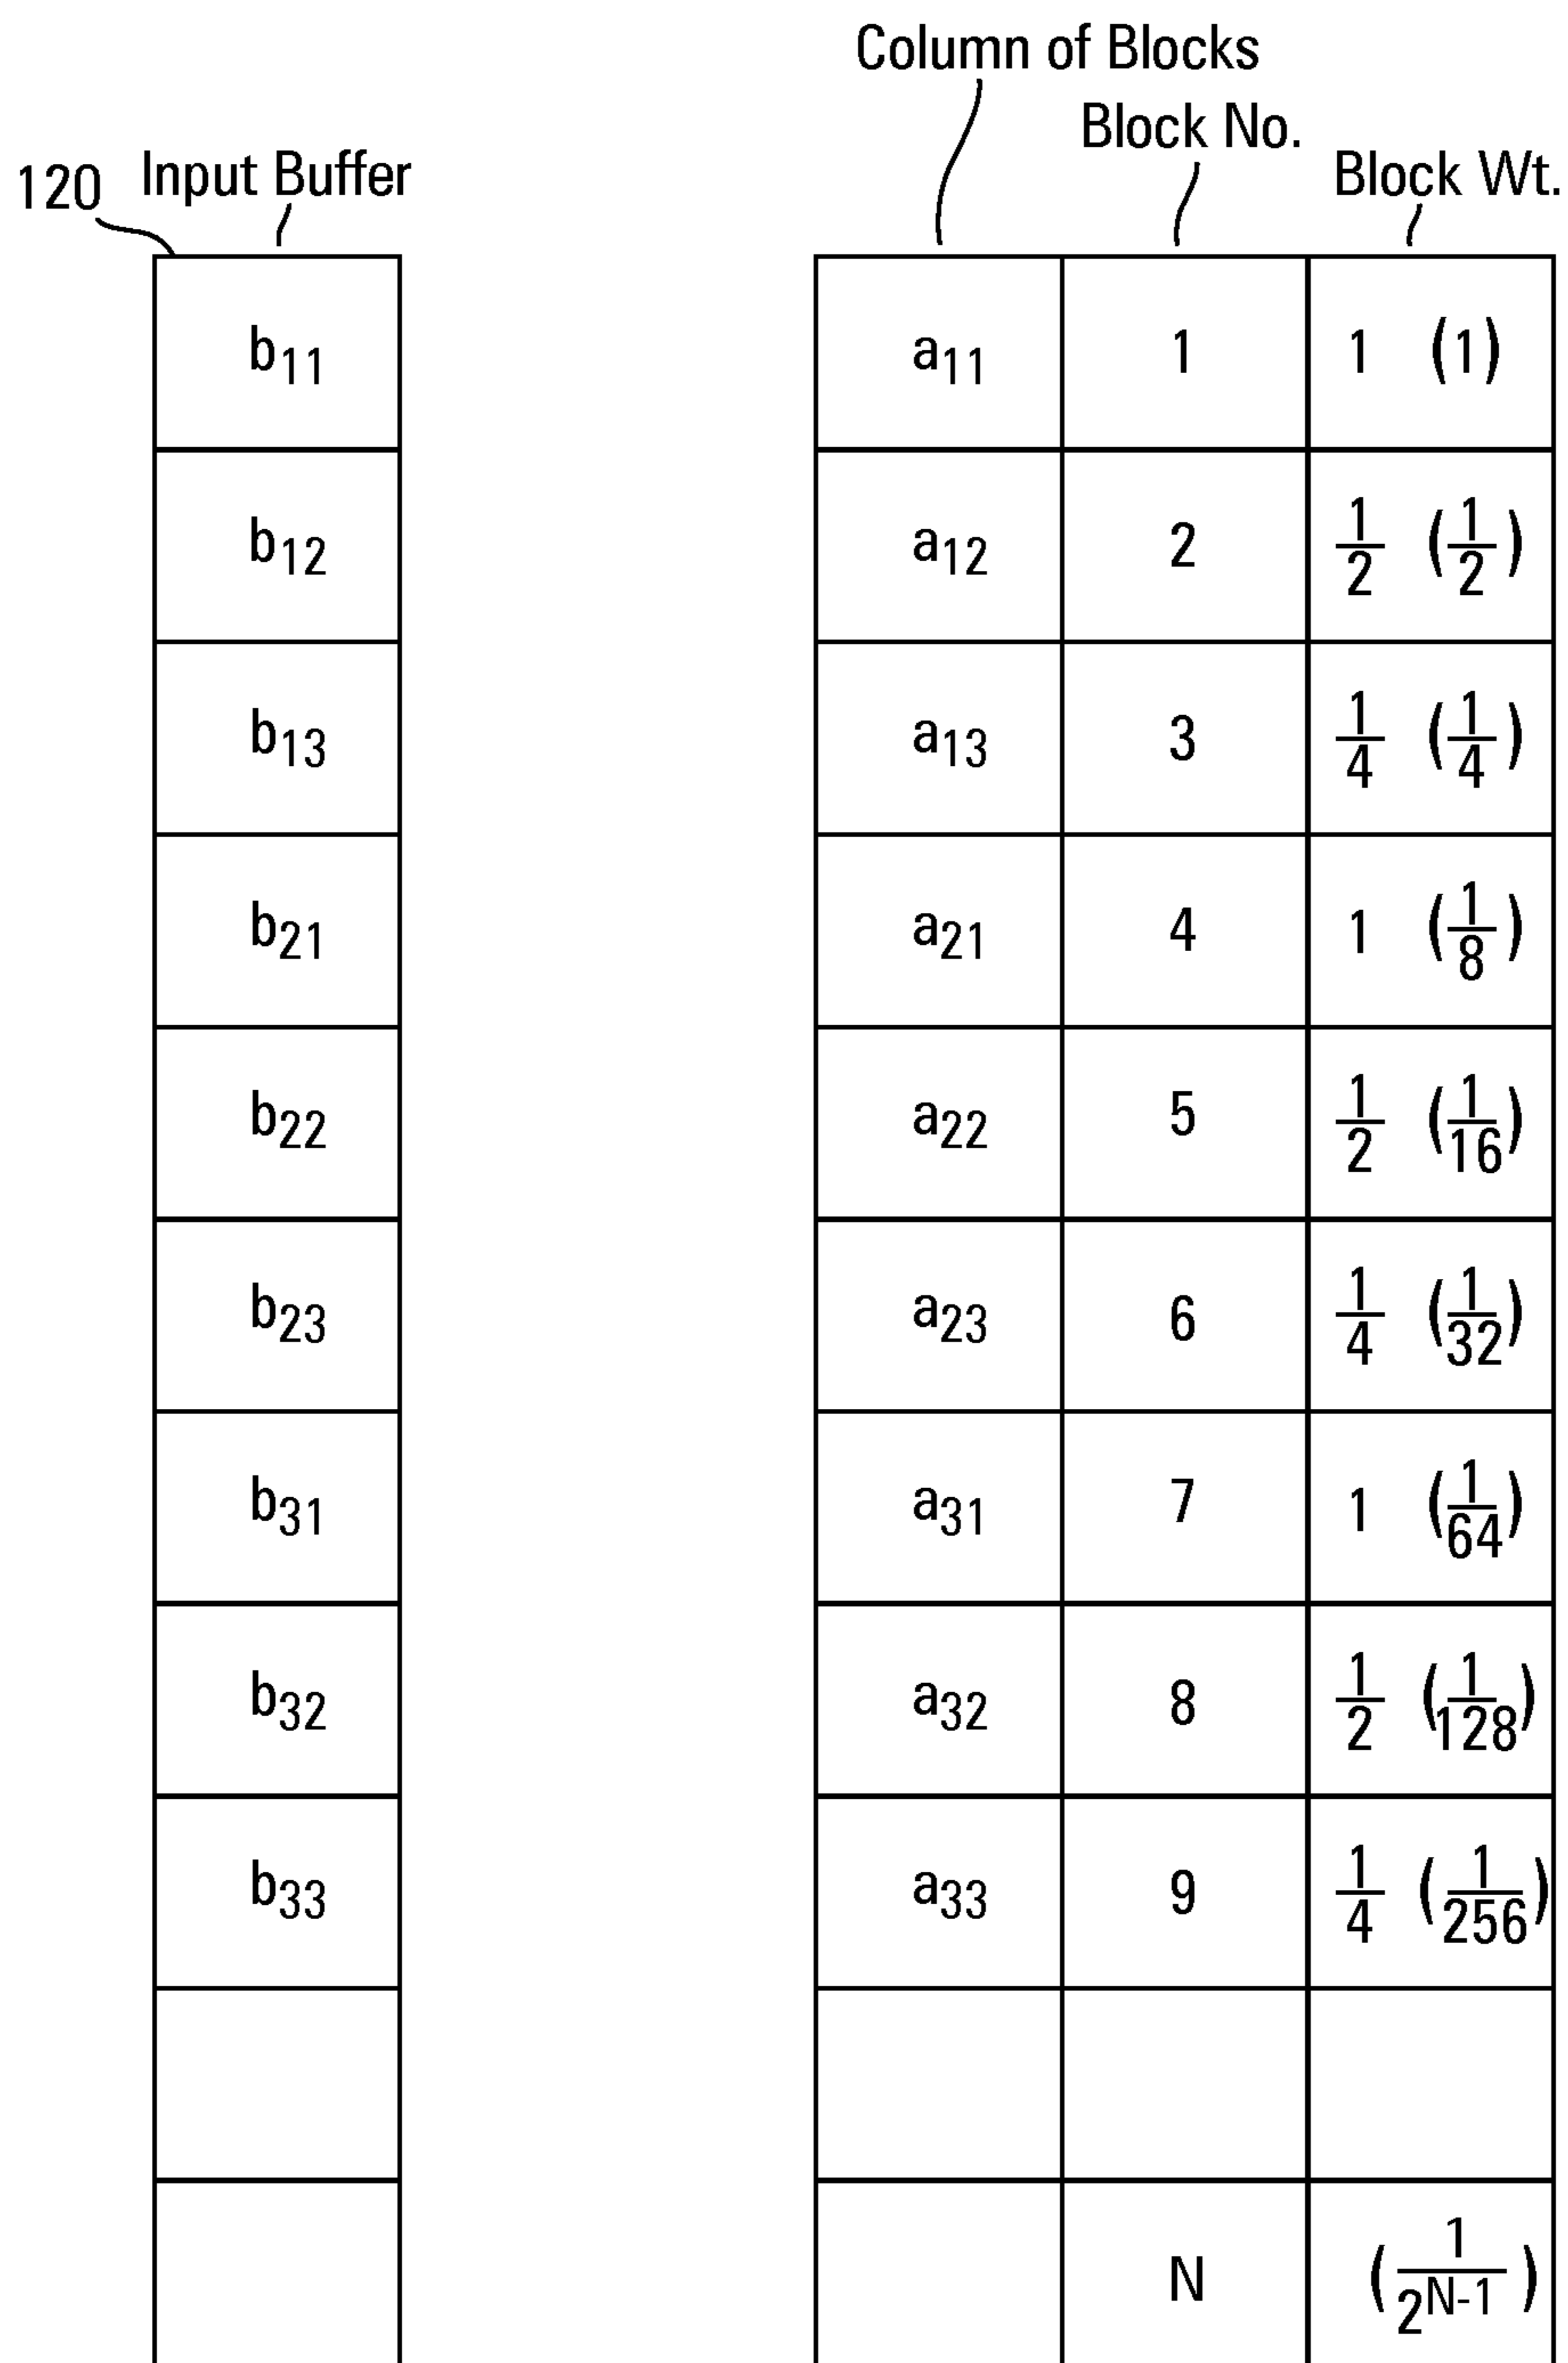 Column of Blocks
Block No.
120 Input Buffer Block Wt.
b11 a11 1 1 (1)
b12 a12 2 1/2 (1/2)
b13 a13 3 1/4 (1/4)
b21 a21 4 1 (1/8)
b22 a22 5 1/2 (1/16)
b23 a23 6 1/4 (1/32)
b31 a31 7 1 (1/64)
b32 a32 8 1/2 (1/128)
b33 a33 9 1/4 (1/256)
N (1/2^N-1)